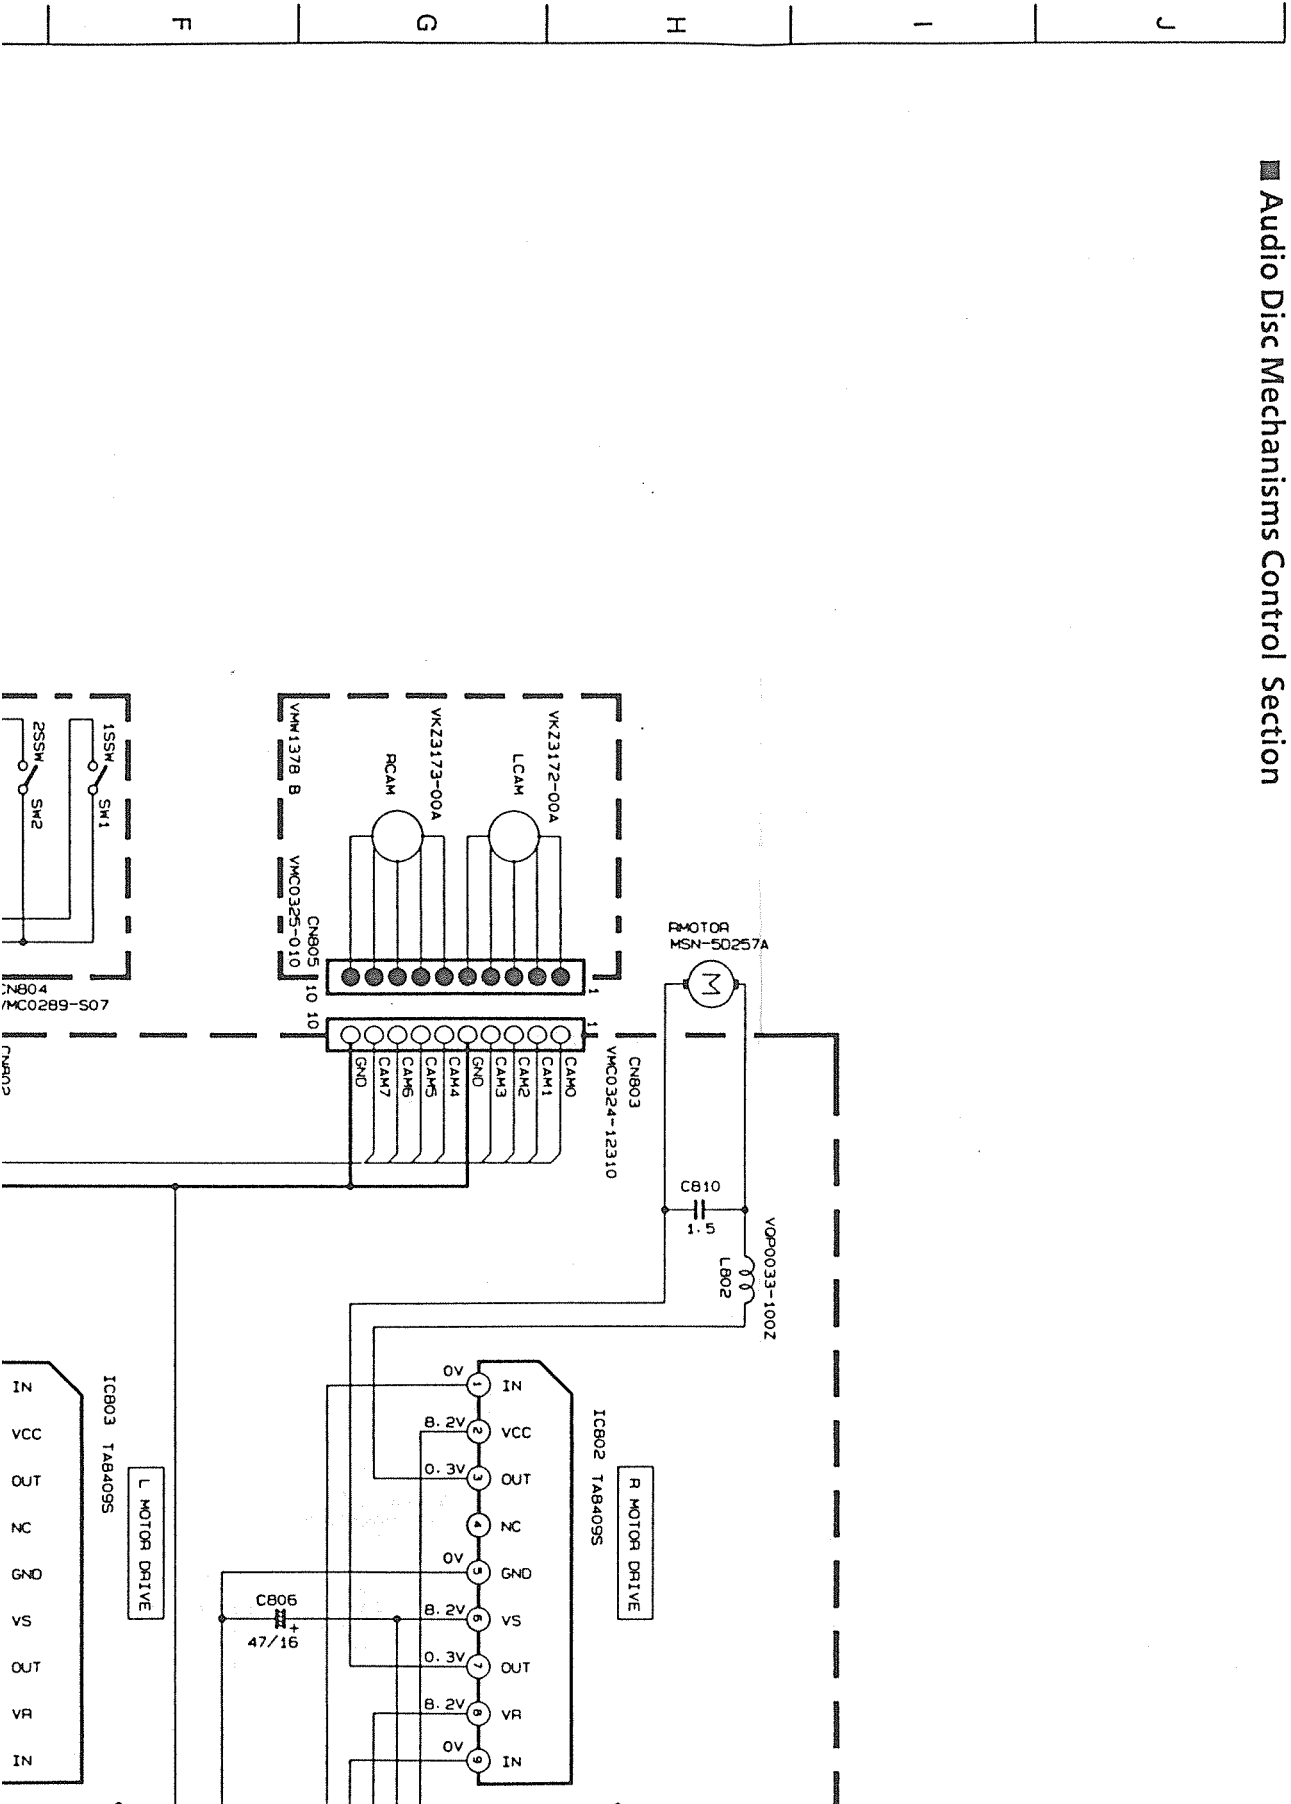 F
G
H
I
J
■ Audio Disc Mechanisms Control Section
1SSW
SW1
2SSW
SW2
VMW1378 B
VMC0325-010
VKZ3173-00A
RCAM
VKZ3172-00A
LCAM
CN805
10
1
RMOTOR
MSN-5D257A
M
CN804
VMC0289-S07
CN802
10
1
CN803
VMC0324-12310
GND
CAM7
CAM6
CAM5
CAM4
GND
CAM3
CAM2
CAM1
CAM0
C810
1.5
L802
VQP0033-100Z
IC803 TA8409S
L MOTOR DRIVE
IN
VCC
OUT
NC
GND
VS
OUT
VR
IN
IC802 TA8409S
R MOTOR DRIVE
0V 1 IN
8.2V 2 VCC
0.3V 3 OUT
4 NC
0V 5 GND
8.2V 6 VS
0.3V 7 OUT
8.2V 8 VR
0V 9 IN
C806
+
47/16